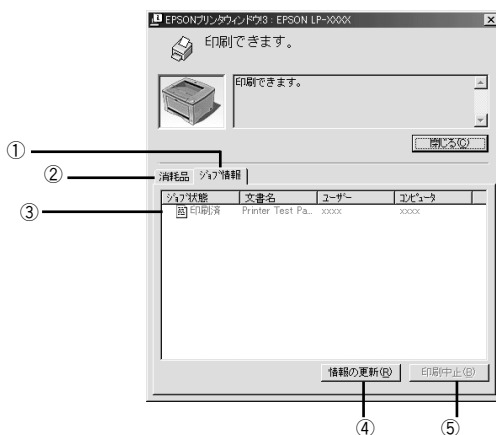 EPSONプリンタウィンドウ!3 : EPSON LP-XXXX
印刷できます。
印刷できます。
閉じる(C)
①
② 消耗品 ジョブ情報
ジョブ状態 文書名 ユーザー コンピュータ
③ 印刷済 Printer Test Pa... xxxx xxxx
情報の更新(R) 印刷中止(B)
④ ⑤